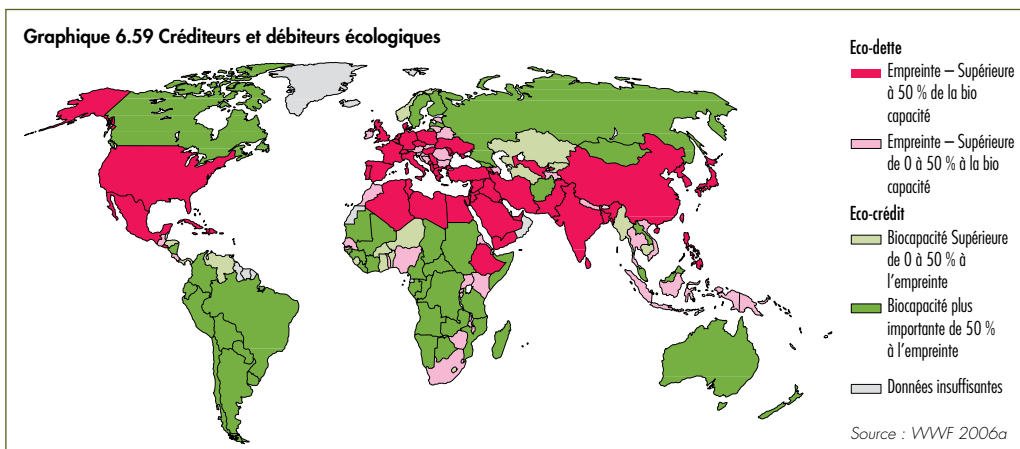 Graphique 6.59 Créditeurs et débiteurs écologiques
Eco-dette
Empreinte – Supérieure
à 50 % de la bio
capacité
Empreinte – Supérieure
de 0 à 50 % à la bio
capacité
Eco-crédit
Biocapacité Supérieure
de 0 à 50 % à
l'empreinte
Biocapacité plus
importante de 50 %
à l'empreinte
Données insuffisantes
Source : WWF 2006a